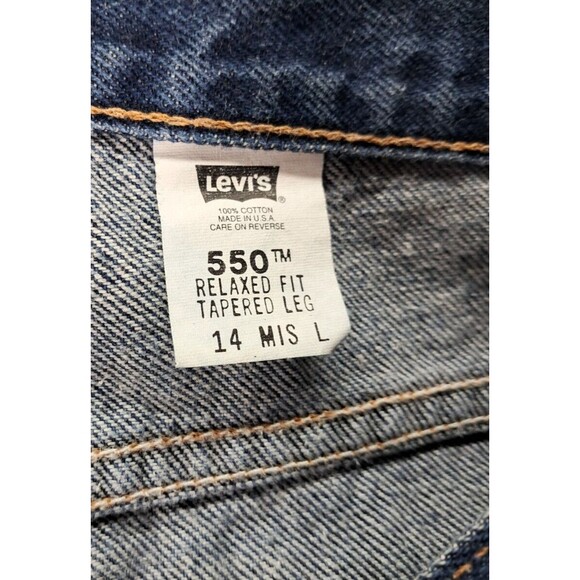 Levi's
®
100% COTTON
MADE IN U.S.A.
CARE ON REVERSE
550™
RELAXED FIT
TAPERED LEG
14 MIS L